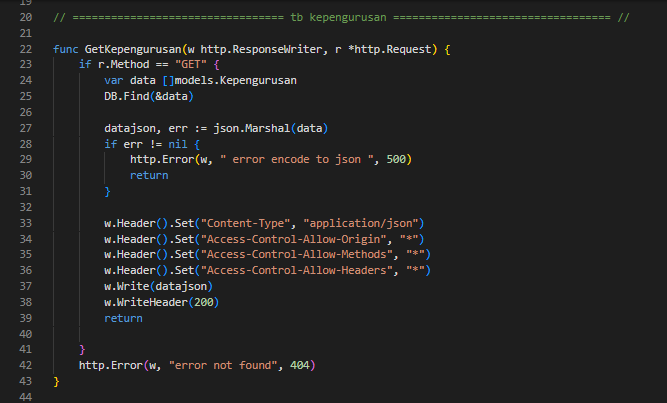 19
20 // ================================= tb kepengurusan ================================== //
21
22 func GetKepengurusan(w http.ResponseWriter, r *http.Request) {
23     if r.Method == "GET" {
24         var data []models.Kepengurusan
25         DB.Find(&data)
26
27         datajson, err := json.Marshal(data)
28         if err != nil {
29             http.Error(w, " error encode to json ", 500)
30             return
31         }
32
33         w.Header().Set("Content-Type", "application/json")
34         w.Header().Set("Access-Control-Allow-Origin", "*")
35         w.Header().Set("Access-Control-Allow-Methods", "*")
36         w.Header().Set("Access-Control-Allow-Headers", "*")
37         w.Write(datajson)
38         w.WriteHeader(200)
39         return
40
41     }
42     http.Error(w, "error not found", 404)
43 }
44